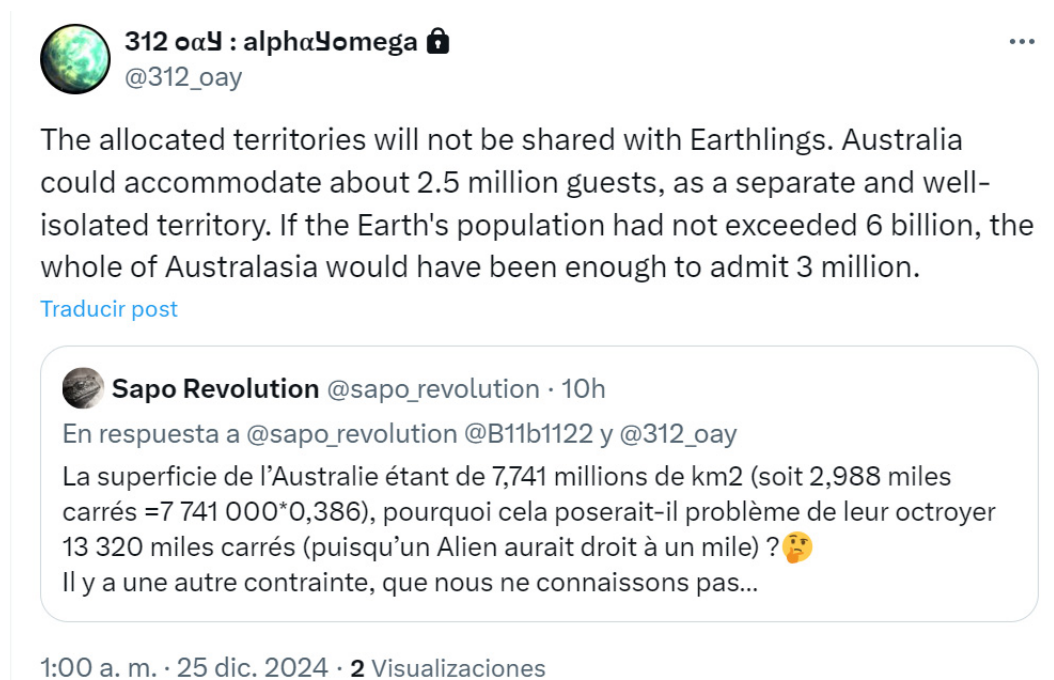 312 oαY : alphαYomega
@312_oay
The allocated territories will not be shared with Earthlings. Australia
could accommodate about 2.5 million guests, as a separate and well-
isolated territory. If the Earth's population had not exceeded 6 billion, the
whole of Australasia would have been enough to admit 3 million.
Traducir post
Sapo Revolution @sapo_revolution · 10h
En respuesta a @sapo_revolution @B11b1122 y @312_oay
La superficie de l’Australie étant de 7,741 millions de km2 (soit 2,988 miles
carrés =7 741 000*0,386), pourquoi cela poserait-il problème de leur octroyer
13 320 miles carrés (puisqu’un Alien aurait droit à un mile) ?🤔
Il y a une autre contrainte, que nous ne connaissons pas...
1:00 a. m. · 25 dic. 2024 · 2 Visualizaciones